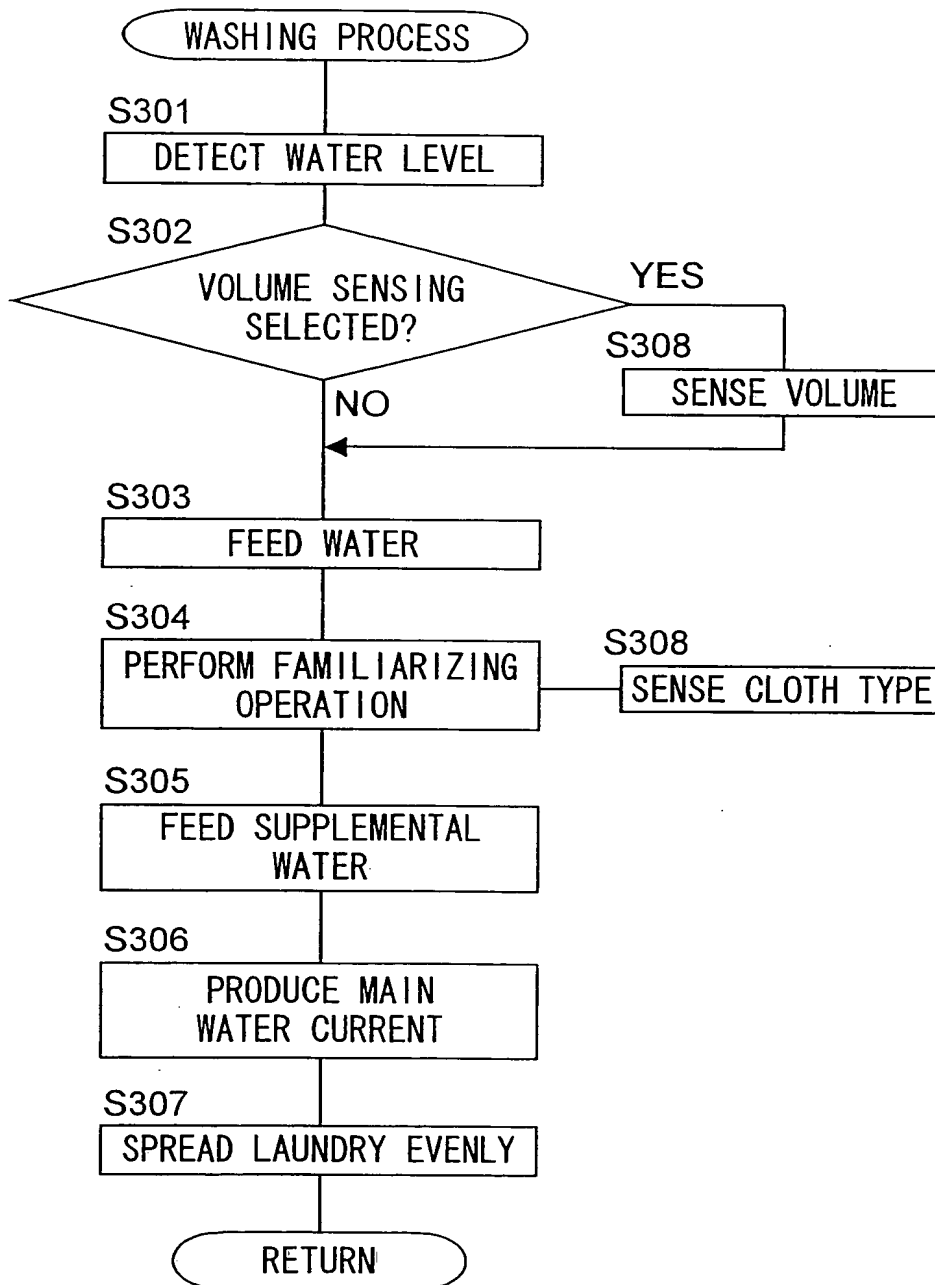 WASHING PROCESS
S301
DETECT WATER LEVEL
S302
VOLUME SENSING
SELECTED?
YES
S308
SENSE VOLUME
NO
S303
FEED WATER
S304
PERFORM FAMILIARIZING
OPERATION
S308
SENSE CLOTH TYPE
S305
FEED SUPPLEMENTAL
WATER
S306
PRODUCE MAIN
WATER CURRENT
S307
SPREAD LAUNDRY EVENLY
RETURN